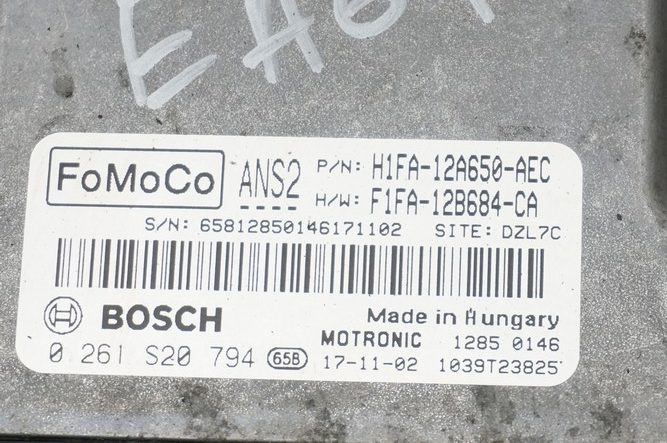 FoMoCo ANS2 P/N: H1FA-12A650-AEC
H/W: F1FA-12B684-CA
S/N: 65812850146171102 SITE: DZL7C
BOSCH Made in Hungary
MOTRONIC 1285 0146
0 261 S20 794 65B 17-11-02 1039T23825